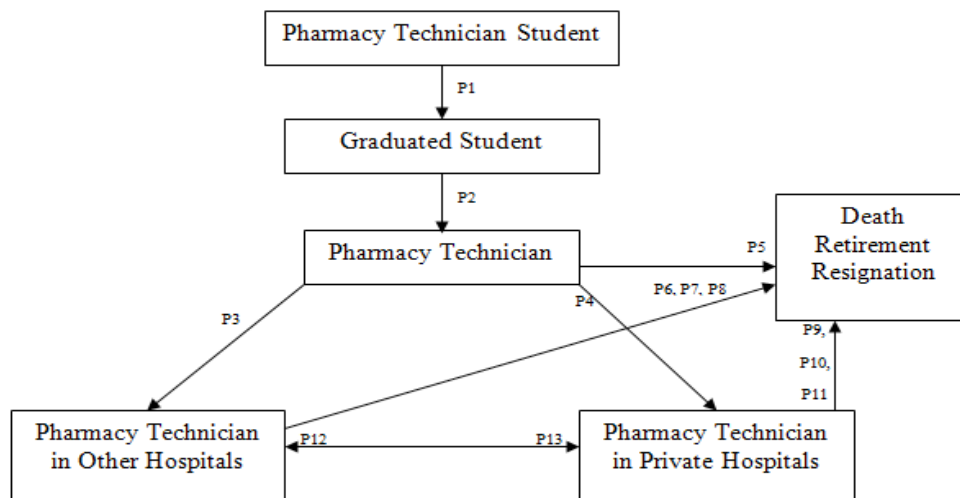 Pharmacy Technician Student
P1
Graduated Student
P2
Death
Retirement
Resignation
Pharmacy Technician
P5
P6, P7, P8
P4
P3
P9,
P10,
P11
Pharmacy Technician
in Other Hospitals
P12
P13
Pharmacy Technician
in Private Hospitals